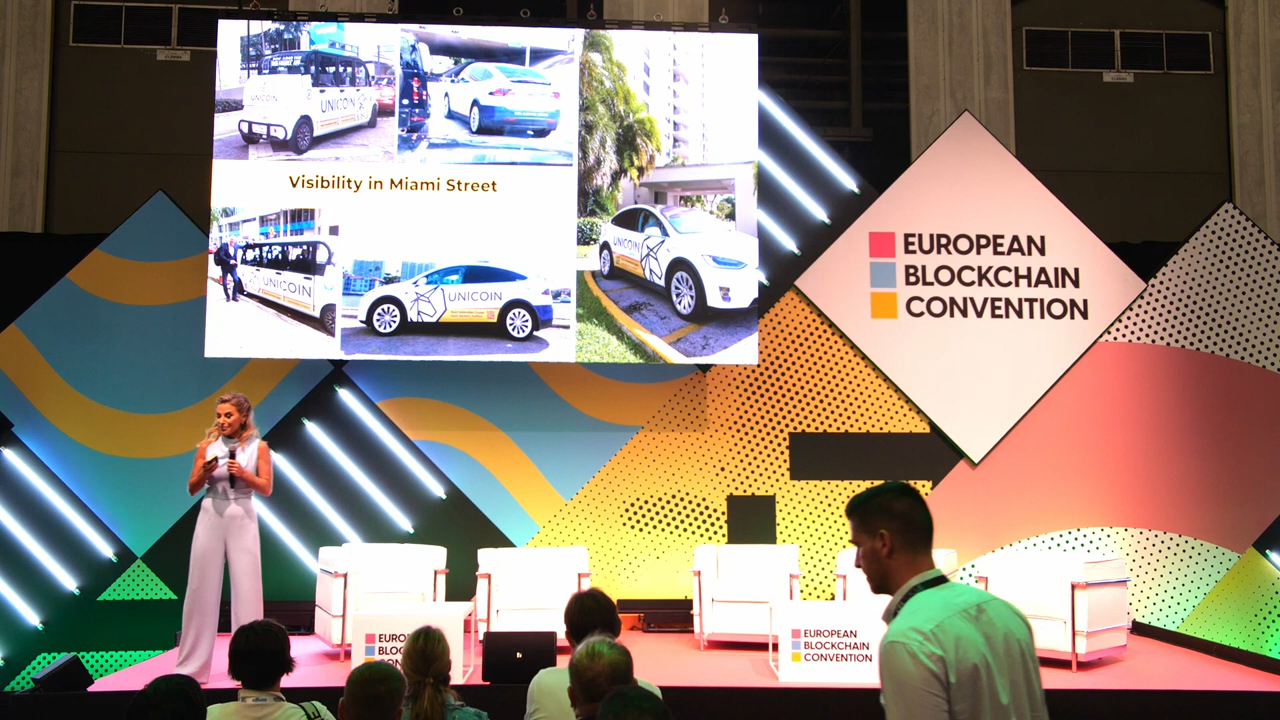 UNICOIN
UNICOIN
Visibility in Miami Street
UNICOIN
UNICOIN
UNICOIN
EUROPEAN
BLOCKCHAIN
CONVENTION
EUROPEAN
BLOCKCHAIN
CONVENTION